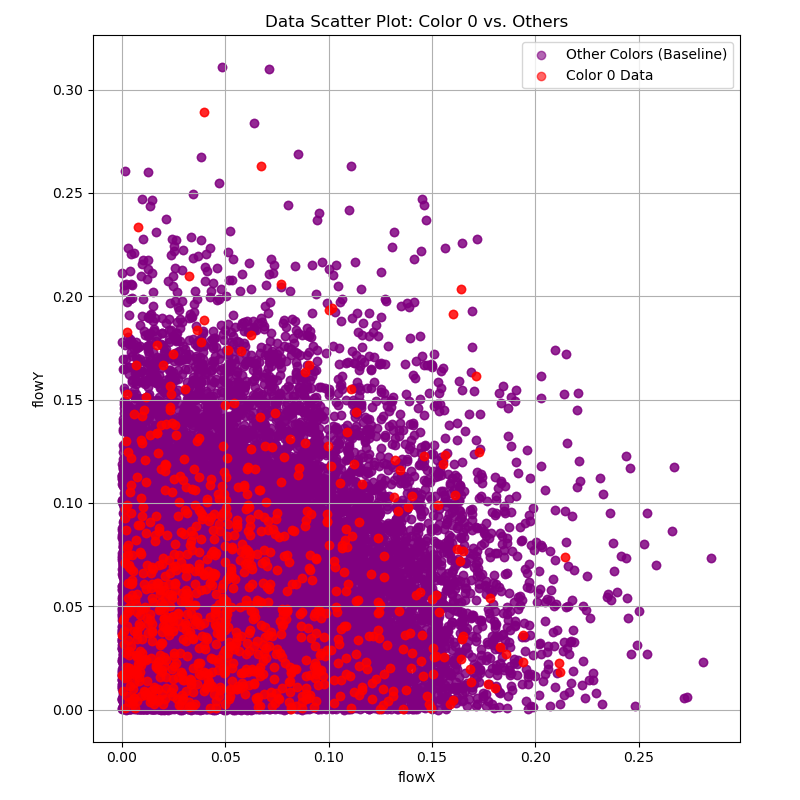 Data Scatter Plot: Color 0 vs. Others
Other Colors (Baseline)
Color 0 Data
0.30
0.25
0.20
0.15
0.10
0.05
0.00
flowY
0.00 0.05 0.10 0.15 0.20 0.25
flowX